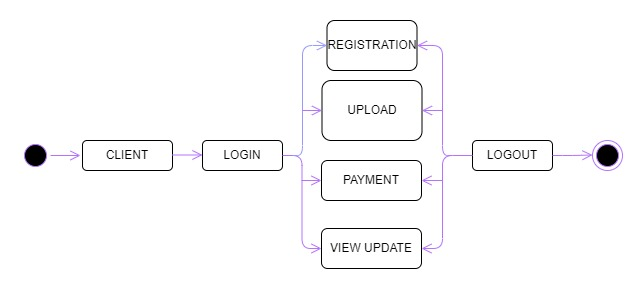 REGISTRATION
UPLOAD
CLIENT
LOGIN
LOGOUT
PAYMENT
VIEW UPDATE